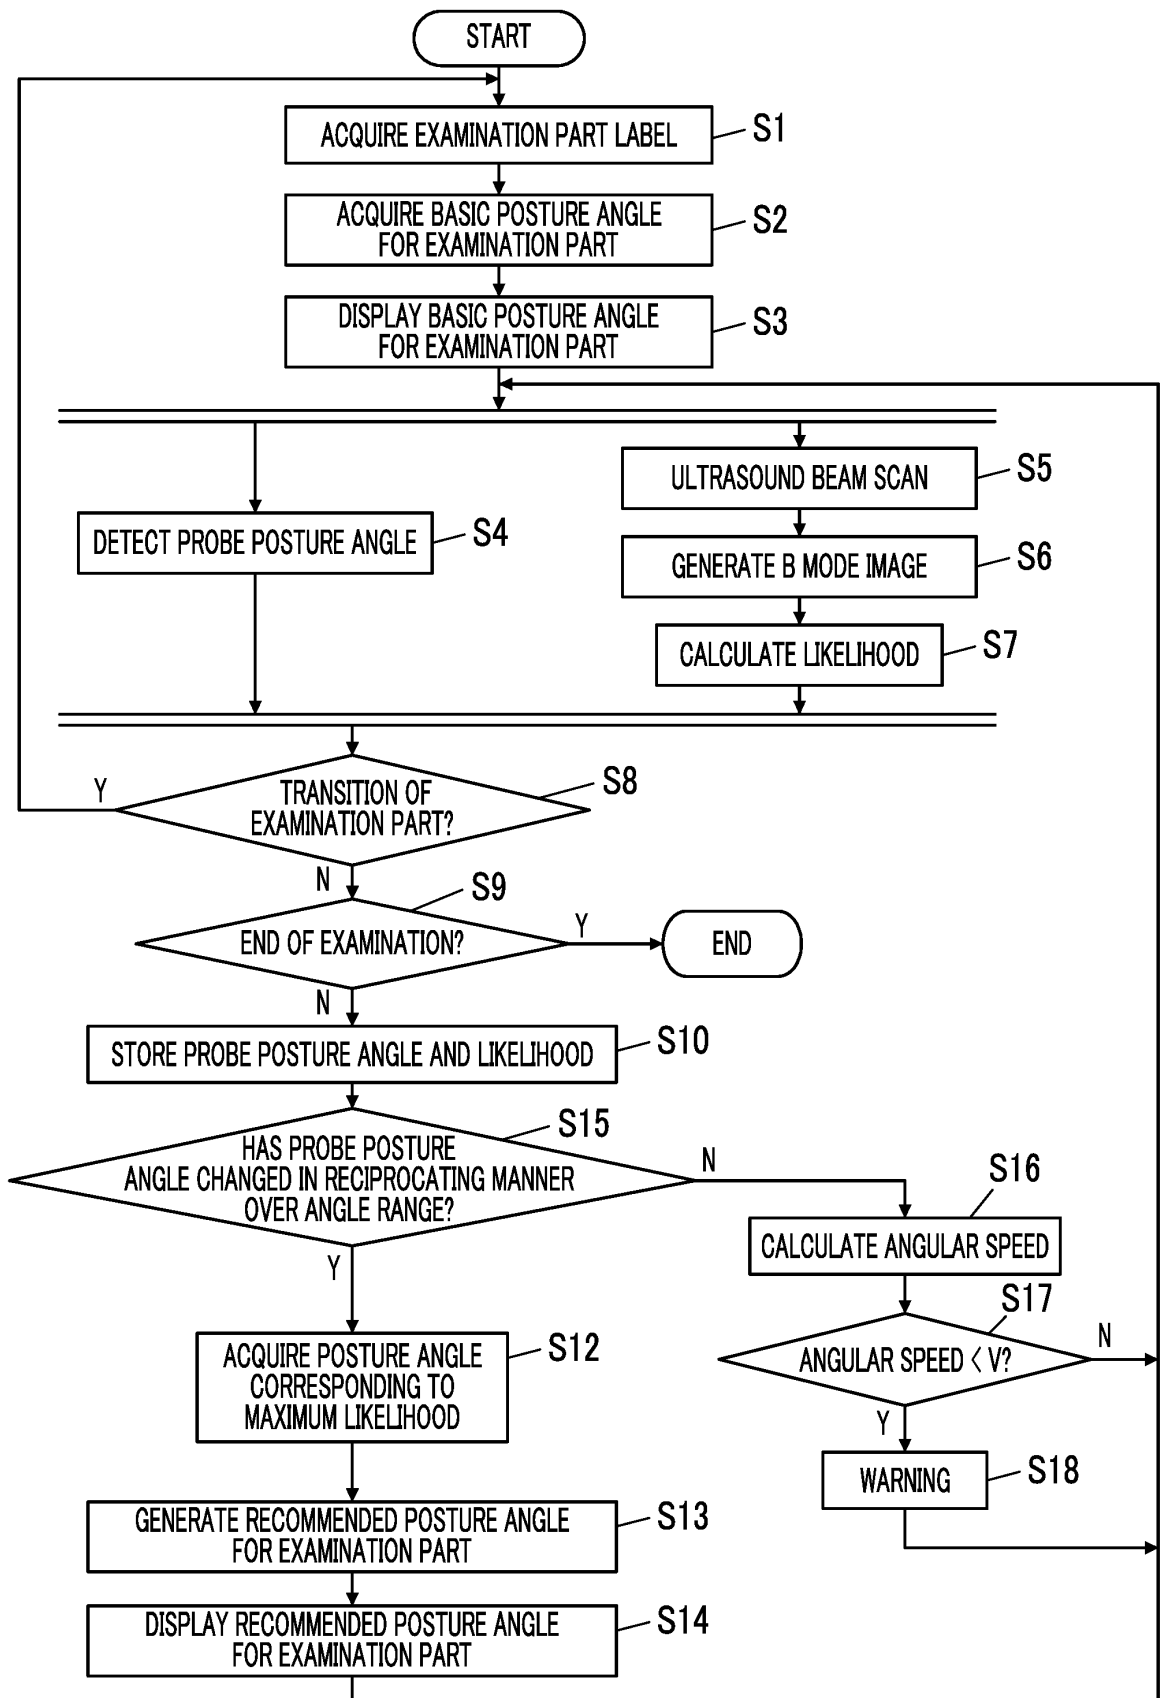 START
ACQUIRE EXAMINATION PART LABEL
S1
ACQUIRE BASIC POSTURE ANGLE
FOR EXAMINATION PART
S2
DISPLAY BASIC POSTURE ANGLE
FOR EXAMINATION PART
S3
DETECT PROBE POSTURE ANGLE
S4
ULTRASOUND BEAM SCAN
S5
GENERATE B MODE IMAGE
S6
CALCULATE LIKELIHOOD
S7
TRANSITION OF
EXAMINATION PART?
S8
Y
N
END OF EXAMINATION?
S9
Y
END
N
STORE PROBE POSTURE ANGLE AND LIKELIHOOD
S10
HAS PROBE POSTURE
ANGLE CHANGED IN RECIPROCATING MANNER
OVER ANGLE RANGE?
S15
N
Y
CALCULATE ANGULAR SPEED
S16
ANGULAR SPEED < V?
S17
N
Y
WARNING
S18
ACQUIRE POSTURE ANGLE
CORRESPONDING TO
MAXIMUM LIKELIHOOD
S12
GENERATE RECOMMENDED POSTURE ANGLE
FOR EXAMINATION PART
S13
DISPLAY RECOMMENDED POSTURE ANGLE
FOR EXAMINATION PART
S14